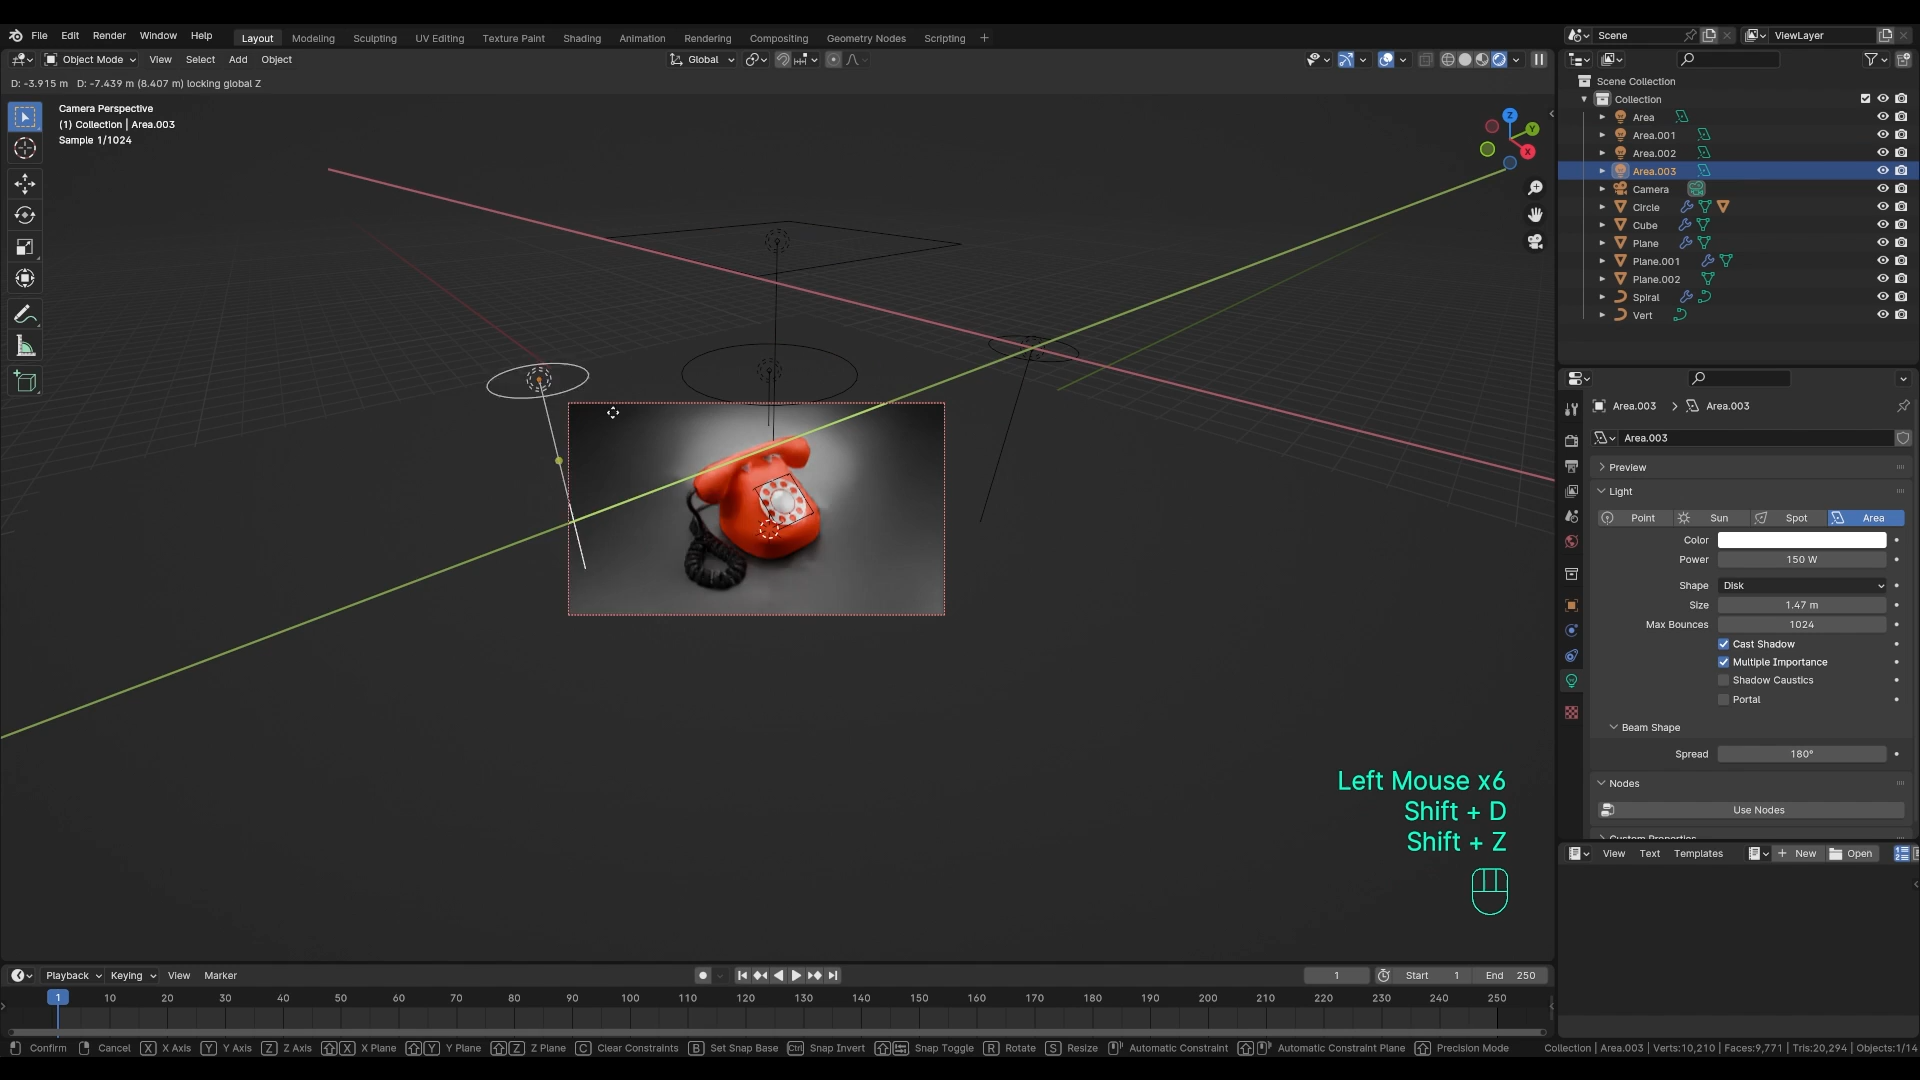 File Edit Render Window Help Layout Modeling Sculpting UV Editing Texture Paint Shading Animation Rendering Compositing Geometry Nodes Scripting
Scene ViewLayer
Object Mode View Select Add Object Global
D: -3.915 m D: -7.439 m (8.407 m) locking global Z
Camera Perspective
(1) Collection | Area.003
Sample 1/1024
Z
Y
X
Scene Collection
Collection
Area
Area.001
Area.002
Area.003
Camera
Circle
Cube
Plane
Plane.001
Plane.002
Spiral
Vert
Area.003 Area.003
Area.003
Preview
Light
Point Sun Spot Area
Color
Power 150 W
Shape Disk
Size 1.47 m
Max Bounces 1024
Cast Shadow
Multiple Importance
Shadow Caustics
Portal
Beam Shape
Spread 180°
Nodes
Use Nodes
Custom Properties
Left Mouse x6
Shift + D
Shift + Z
View Text Templates New Open
Playback Keying View Marker 1 Start 1 End 250
1 10 20 30 40 50 60 70 80 90 100 110 120 130 140 150 160 170 180 190 200 210 220 230 240 250
Confirm Cancel X X Axis Y Y Axis Z Z Axis X X Plane Y Y Plane Z Z Plane C Clear Constraints B Set Snap Base Ctrl Snap Invert Snap Toggle R Rotate S Resize Automatic Constraint Automatic Constraint Plane Precision Mode Collection | Area.003 | Verts:10,210 | Faces:9,771 | Tris:20,294 | Objects:1/14